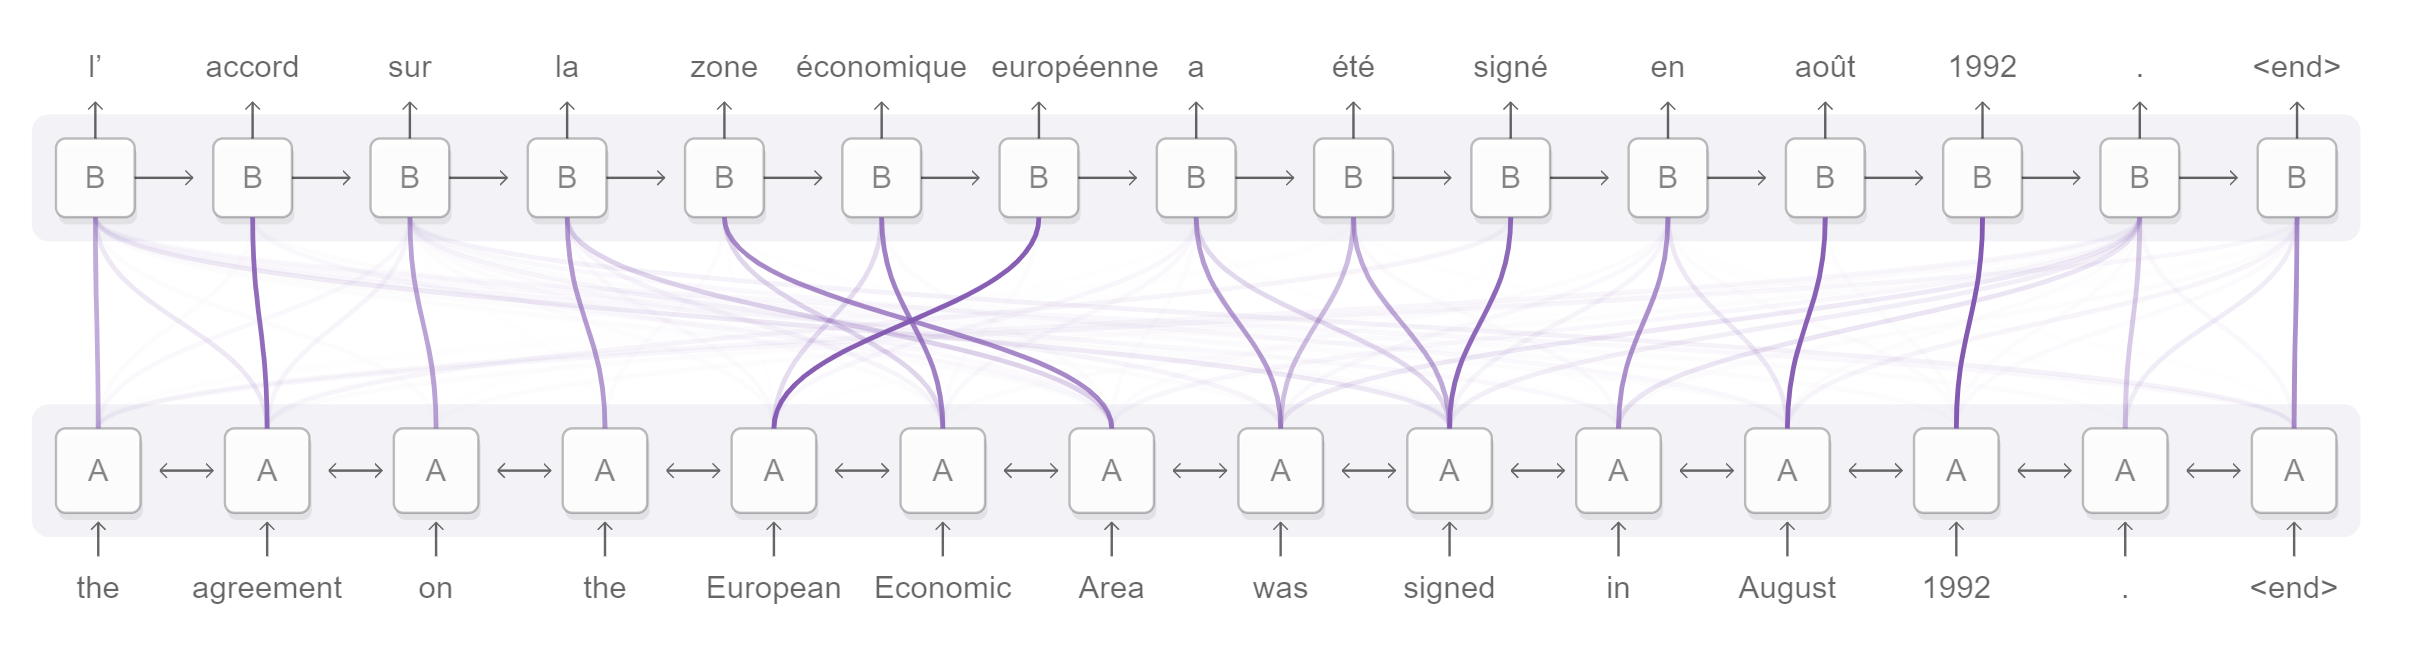 l’ accord sur la zone économique européenne a été signé en août 1992 . <end>
B B B B B B B B B B B B B B B
A A A A A A A A A A A A A A
the agreement on the European Economic Area was signed in August 1992 . <end>